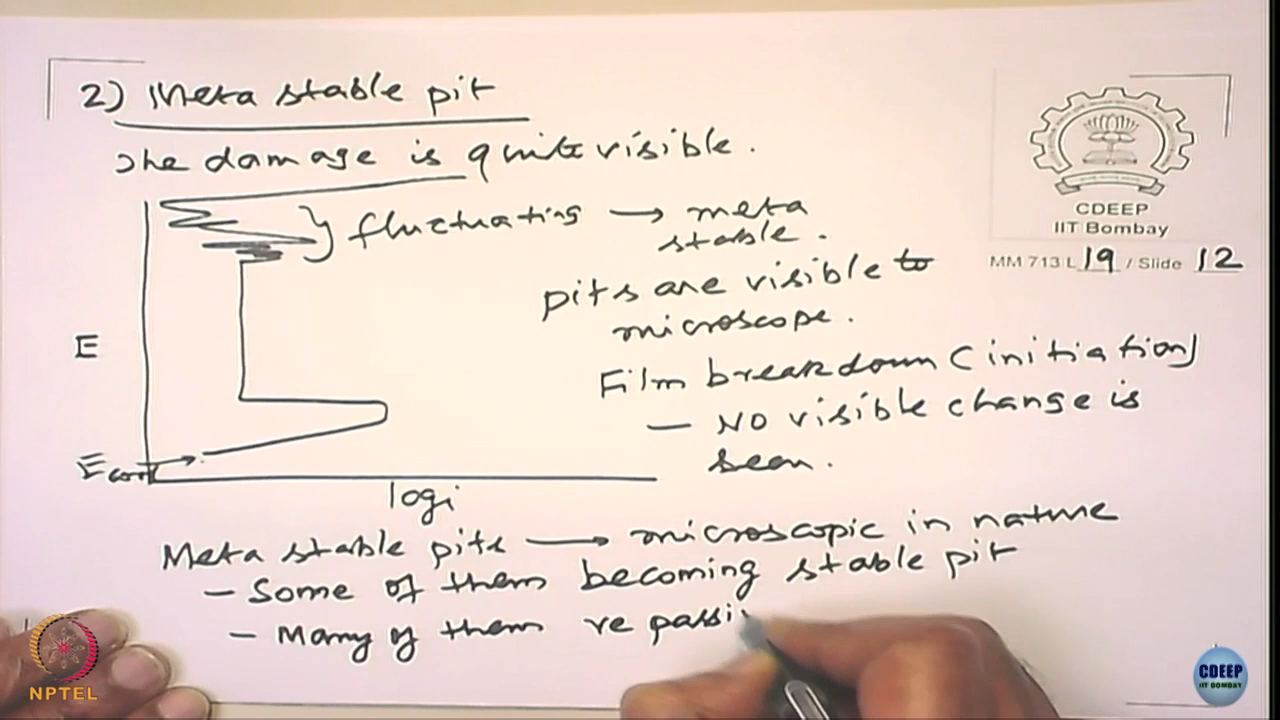 2) Meta stable pit
The damage is quite visible.
} fluctuating → meta
stable.
pits are visible to
microscope.
Film breakdown (initiation)
— No visible change is
seen.
E
Ecorr
log i
Meta stable pits → microscopic in nature
- Some of them becoming stable pit
- Many of them re passi
CDEEP
IIT Bombay
MM 713 L 19 / Slide 12
NPTEL
CDEEP
IIT BOMBAY